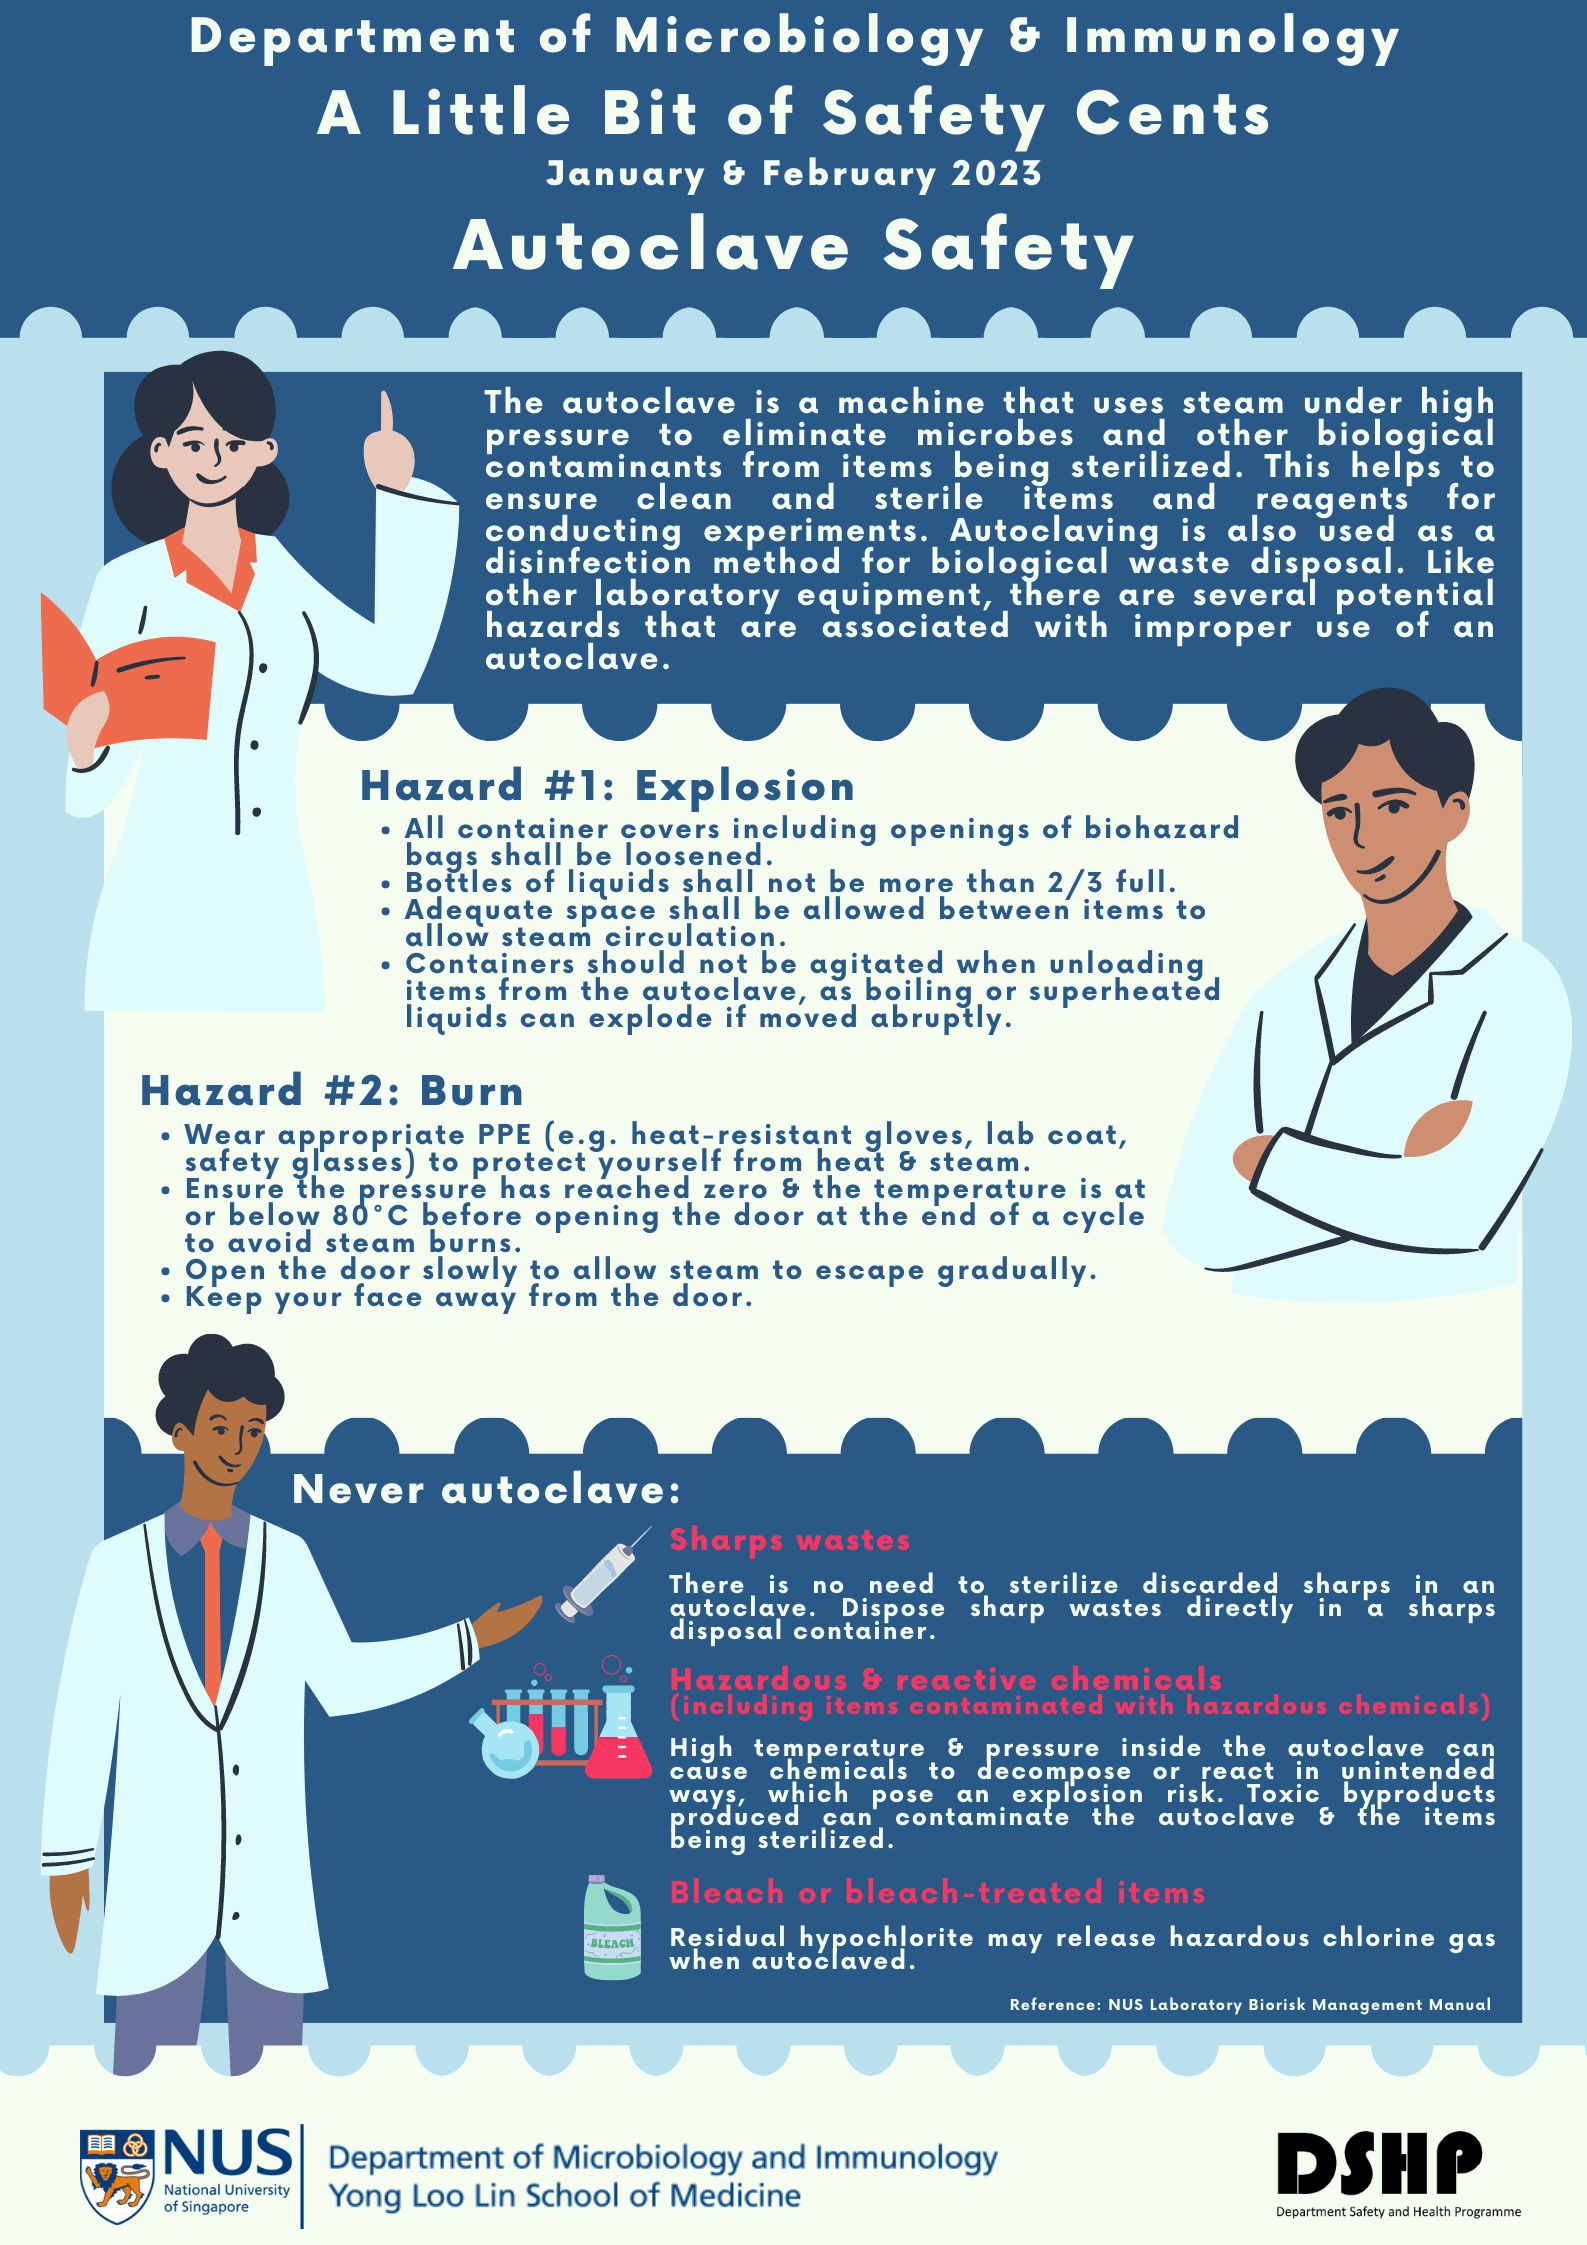 Department of Microbiology & Immunology
A Little Bit of Safety Cents
January & February 2023
Autoclave Safety
The autoclave is a machine that uses steam under high
pressure to eliminate microbes and other biological
contaminants from items being sterilized. This helps to
ensure clean and sterile items and reagents for
conducting experiments. Autoclaving is also used as a
disinfection method for biological waste disposal. Like
other laboratory equipment, there are several potential
hazards that are associated with improper use of an
autoclave.
Hazard #1: Explosion
• All container covers including openings of biohazard
bags shall be loosened.
• Bottles of liquids shall not be more than 2/3 full.
• Adequate space shall be allowed between items to
allow steam circulation.
• Containers should not be agitated when unloading
items from the autoclave, as boiling or superheated
liquids can explode if moved abruptly.
Hazard #2: Burn
• Wear appropriate PPE (e.g. heat-resistant gloves, lab coat,
safety glasses) to protect yourself from heat & steam.
• Ensure the pressure has reached zero & the temperature is at
or below 80°C before opening the door at the end of a cycle
to avoid steam burns.
• Open the door slowly to allow steam to escape gradually.
• Keep your face away from the door.
Never autoclave:
Sharps wastes
There is no need to sterilize discarded sharps in an
autoclave. Dispose sharp wastes directly in a sharps
disposal container.
Hazardous & reactive chemicals
(including items contaminated with hazardous chemicals)
High temperature & pressure inside the autoclave can
cause chemicals to decompose or react in unintended
ways, which pose an explosion risk. Toxic byproducts
produced can contaminate the autoclave & the items
being sterilized.
BLEACH
Bleach or bleach-treated items
Residual hypochlorite may release hazardous chlorine gas
when autoclaved.
Reference: NUS Laboratory Biorisk Management Manual
NUS
National University
of Singapore
Department of Microbiology and Immunology
Yong Loo Lin School of Medicine
DSHP
Department Safety and Health Programme